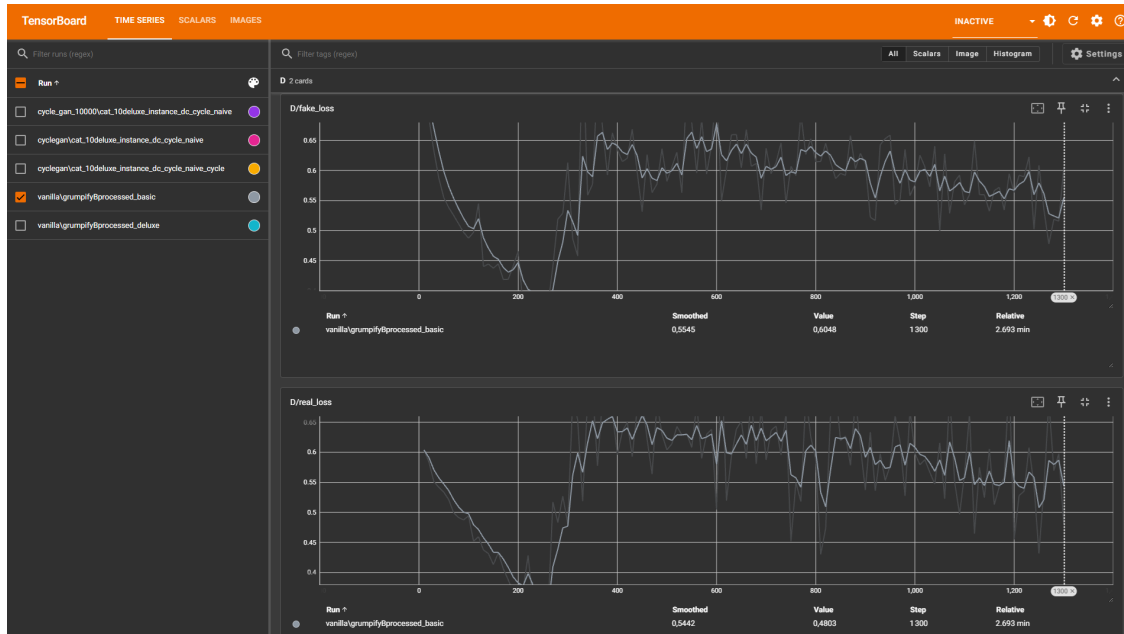 TensorBoard TIME SERIES SCALARS IMAGES INACTIVE
Filter runs (regex)
Run ↑
cycle_gan_10000\cat_10deluxe_instance_dc_cycle_naive
cyclegan\cat_10deluxe_instance_dc_cycle_naive
cyclegan\cat_10deluxe_instance_dc_cycle_naive_cycle
vanilla\grumpifyBprocessed_basic
vanilla\grumpifyBprocessed_deluxe
Filter tags (regex)
All Scalars Image Histogram Settings
D 2 cards
D/fake_loss
0.65
0.6
0.55
0.5
0.45
0 200 400 600 800 1,000 1,200 1300 ×
Run ↑ Smoothed Value Step Relative
vanilla\grumpifyBprocessed_basic 0,5545 0,6048 1 300 2.693 min
D/real_loss
0.65
0.6
0.55
0.5
0.45
0.4
0 200 400 600 800 1,000 1,200 1300 ×
Run ↑ Smoothed Value Step Relative
vanilla\grumpifyBprocessed_basic 0,5442 0,4803 1 300 2.693 min